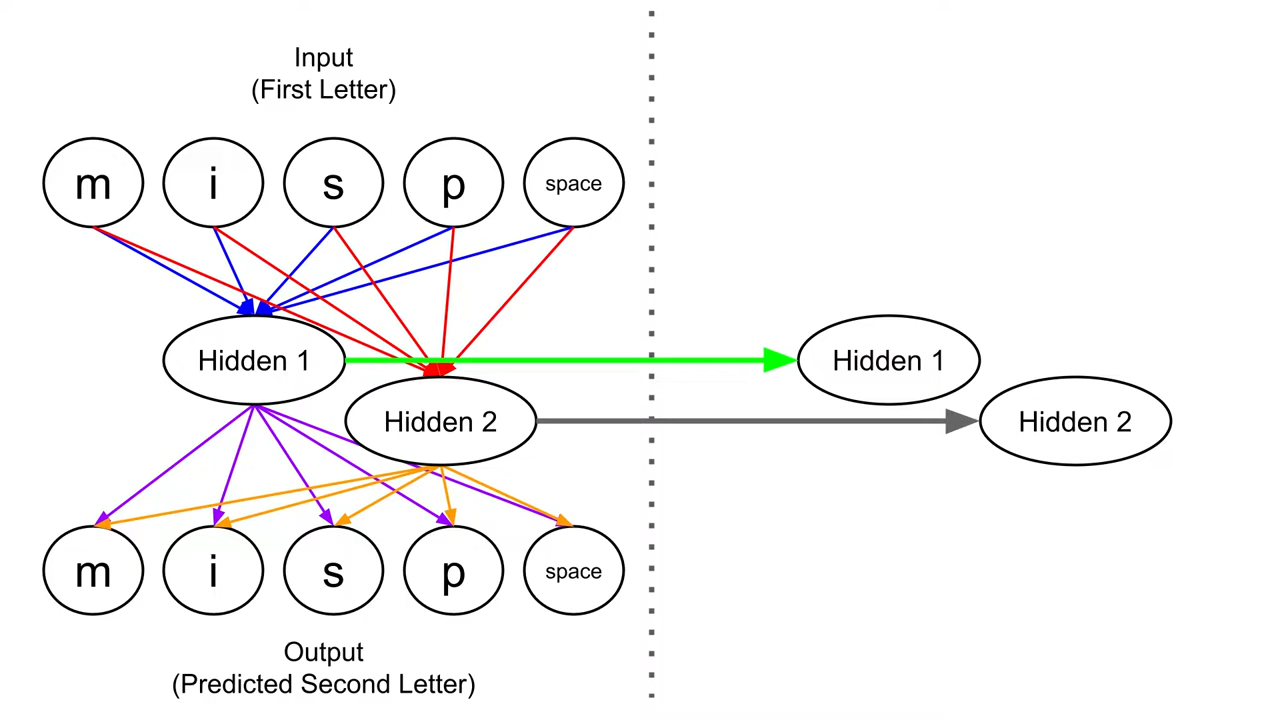 Input
(First Letter)
m i s p space
Hidden 1
Hidden 1
Hidden 2
Hidden 2
m i s p space
Output
(Predicted Second Letter)